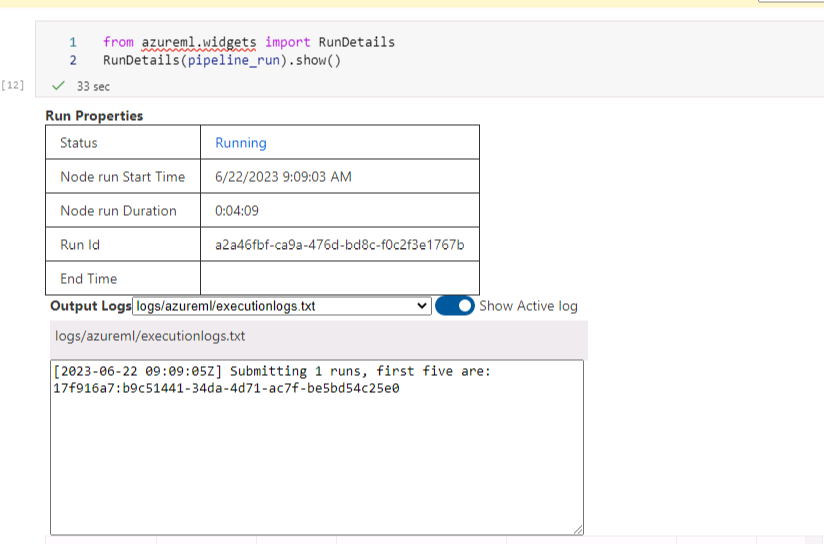 1 from azureml.widgets import RunDetails
2 RunDetails(pipeline_run).show()
[12] 33 sec
Run Properties
Status Running
Node run Start Time 6/22/2023 9:09:03 AM
Node run Duration 0:04:09
Run Id a2a46fbf-ca9a-476d-bd8c-f0c2f3e1767b
End Time
Output Logs logs/azureml/executionlogs.txt Show Active log
logs/azureml/executionlogs.txt
[2023-06-22 09:09:05Z] Submitting 1 runs, first five are:
17f916a7:b9c51441-34da-4d71-ac7f-be5bd54c25e0